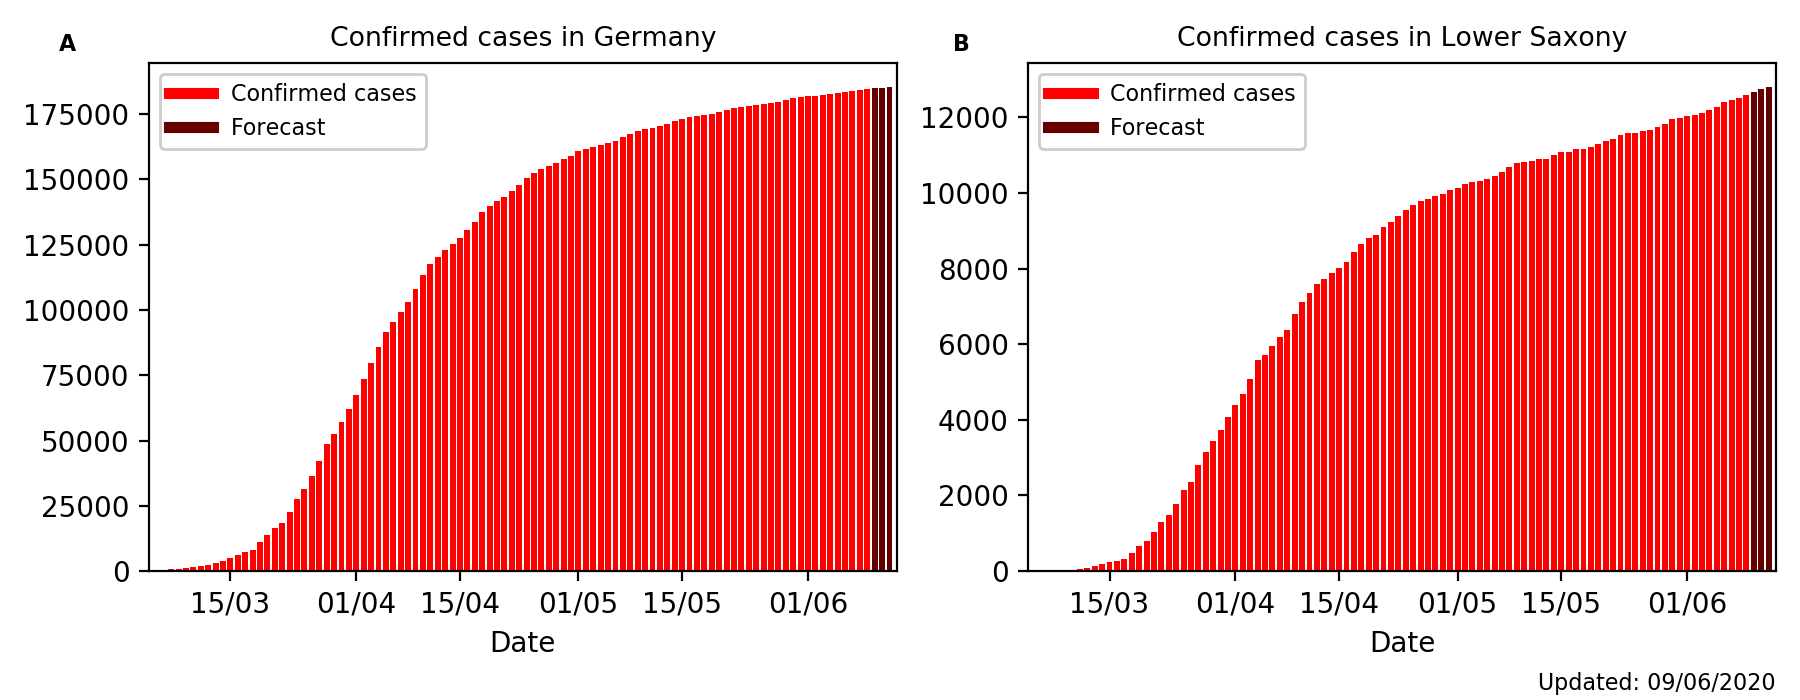 A
Confirmed cases in Germany
Confirmed cases
Forecast
175000
150000
125000
100000
75000
50000
25000
0
15/03 01/04 15/04 01/05 15/05 01/06
Date
B
Confirmed cases in Lower Saxony
Confirmed cases
Forecast
12000
10000
8000
6000
4000
2000
0
15/03 01/04 15/04 01/05 15/05 01/06
Date
Updated: 09/06/2020